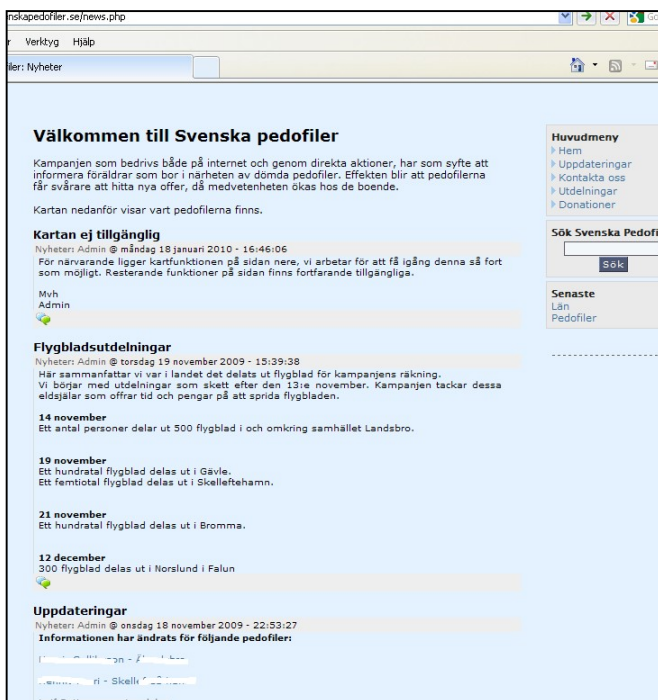 nskapedofiler.se/news.php
Verktyg Hjälp
iler: Nyheter
Välkommen till Svenska pedofiler
Kampanjen som bedrivs både på internet och genom direkta aktioner, har som syfte att
informera föräldrar som bor i närheten av dömda pedofiler. Effekten blir att pedofilerna
får svårare att hitta nya offer, då medvetenheten ökas hos de boende.
Kartan nedanför visar vart pedofilerna finns.
Kartan ej tillgänglig
Nyheter: Admin @ måndag 18 januari 2010 - 16:46:06
För närvarande ligger kartfunktionen på sidan nere, vi arbetar för att få igång denna så fort
som möjligt. Resterande funktioner på sidan finns fortfarande tillgängliga.
Mvh
Admin
Flygbladsutdelningar
Nyheter: Admin @ torsdag 19 november 2009 - 15:39:38
Här sammanfattar vi var i landet det delats ut flygblad för kampanjens räkning.
Vi börjar med utdelningar som skett efter den 13:e november. Kampanjen tackar dessa
eldsjälar som offrar tid och pengar på att sprida flygbladen.
14 november
Ett antal personer delar ut 500 flygblad i och omkring samhället Landsbro.
19 november
Ett hundratal flygblad delas ut i Gävle.
Ett femtiotal flygblad delas ut i Skelleftehamn.
21 november
Ett hundratal flygblad delas ut i Bromma.
12 december
300 flygblad delas ut i Norslund i Falun
Uppdateringar
Nyheter: Admin @ onsdag 18 november 2009 - 22:53:27
Informationen har ändrats för följande pedofiler:
Huvudmeny
Hem
Uppdateringar
Kontakta oss
Utdelningar
Donationer
Sök Svenska Pedofi
Sök
Senaste
Län
Pedofiler